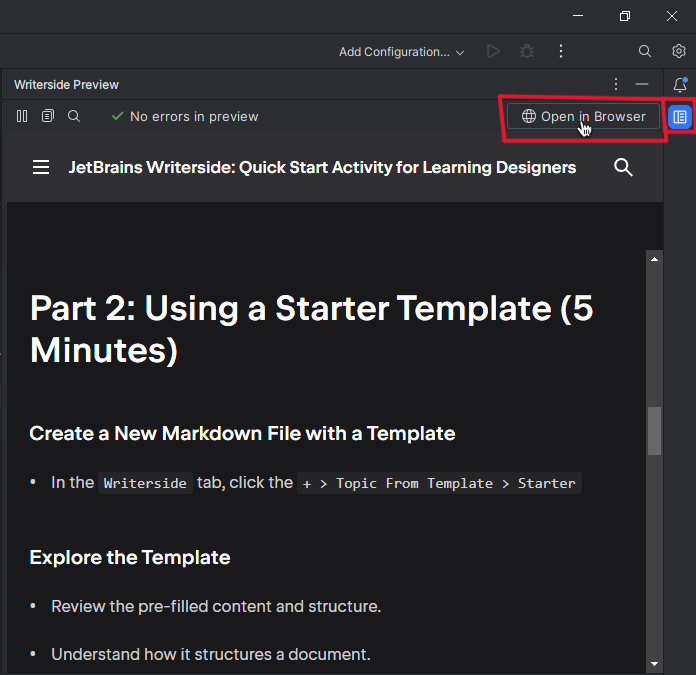 Add Configuration...
Writerside Preview
No errors in preview
Open in Browser
JetBrains Writerside: Quick Start Activity for Learning Designers
Part 2: Using a Starter Template (5
Minutes)
Create a New Markdown File with a Template
• In the Writerside tab, click the + > Topic From Template > Starter
Explore the Template
• Review the pre-filled content and structure.
• Understand how it structures a document.